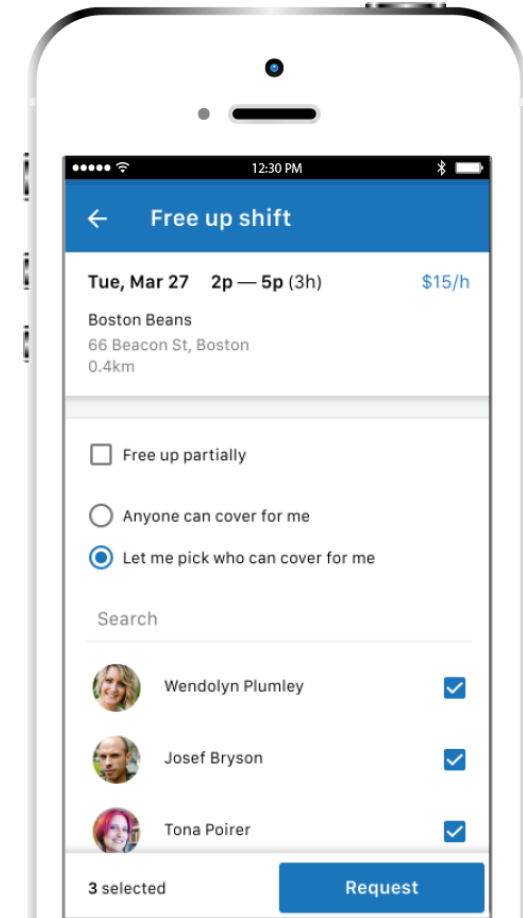 12:30 PM
Free up shift
Tue, Mar 27 2p — 5p (3h) $15/h
Boston Beans
66 Beacon St, Boston
0.4km
Free up partially
Anyone can cover for me
Let me pick who can cover for me
Search
Wendolyn Plumley
Josef Bryson
Tona Poirer
3 selected Request